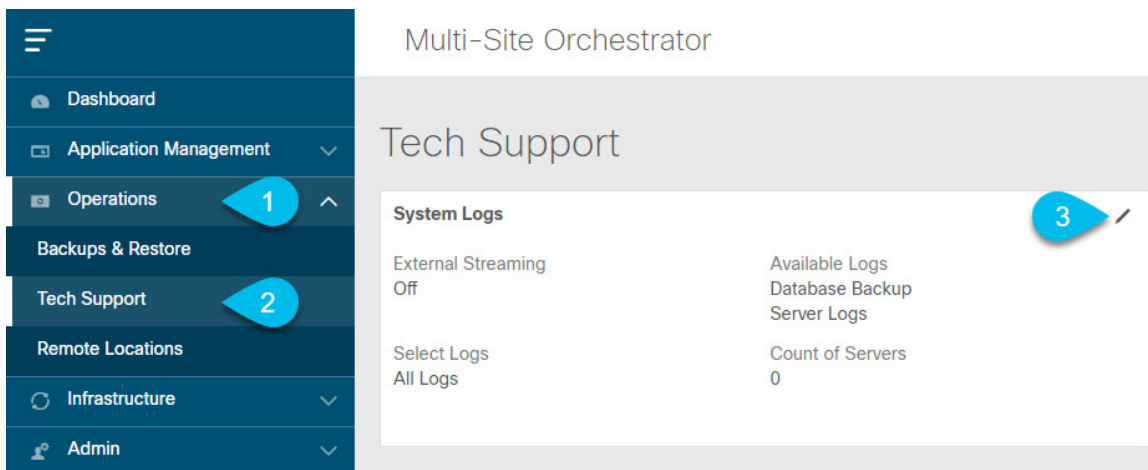 Multi-Site Orchestrator
Dashboard
Application Management
Operations
1
Backups & Restore
Tech Support
2
Remote Locations
Infrastructure
Admin
Tech Support
System Logs
3
External Streaming
Off
Available Logs
Database Backup
Server Logs
Select Logs
All Logs
Count of Servers
0